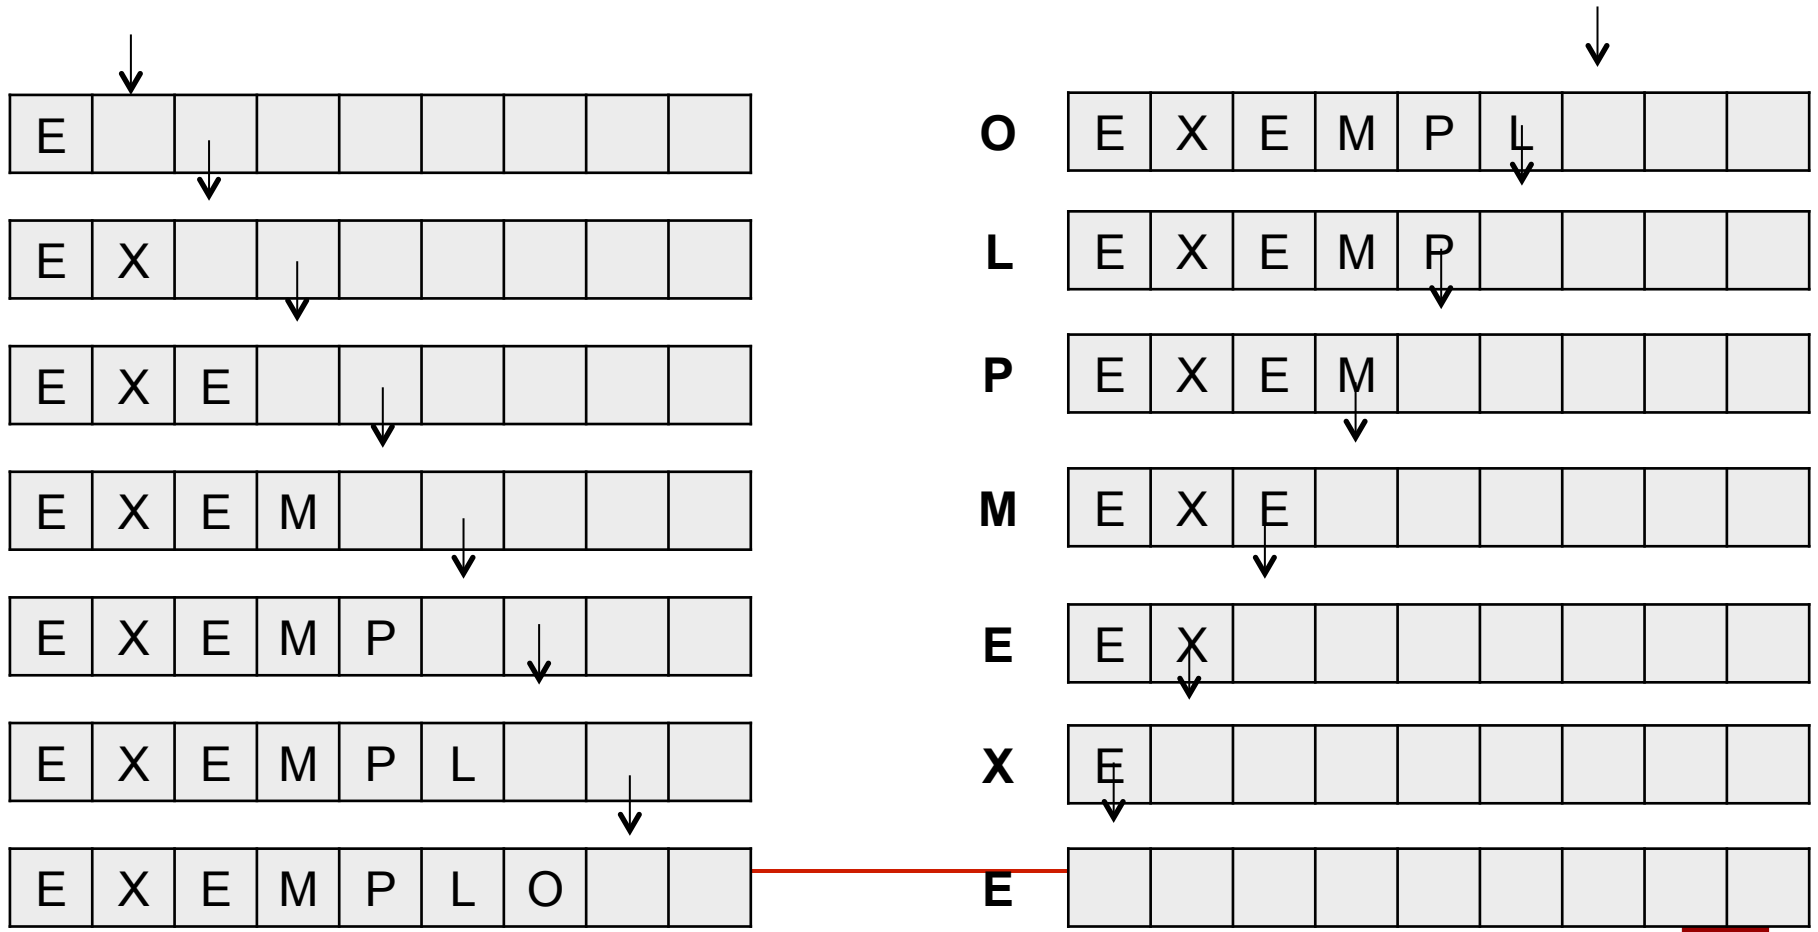 E
E X
E X E
E X E M
E X E M P
E X E M P L
E X E M P L O
O E X E M P L
L E X E M P
P E X E M
M E X E
E E X
X E
E